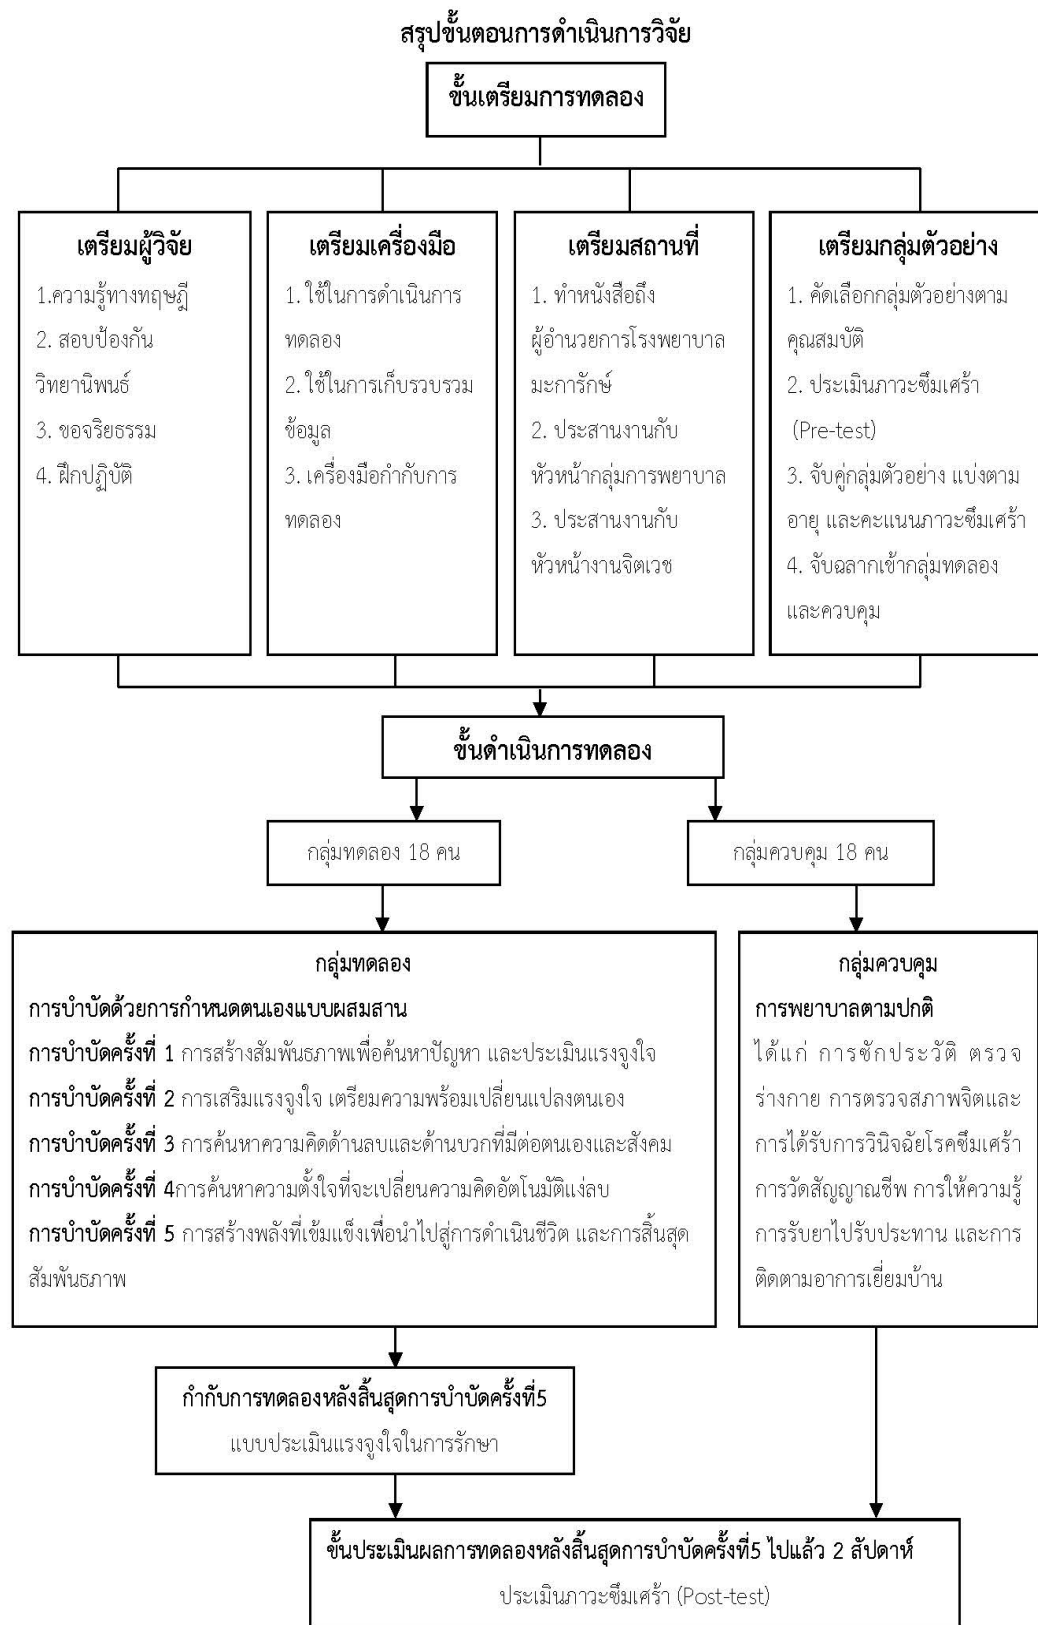 สรุปขั้นตอนการดำเนินการวิจัย
ขั้นเตรียมการทดลอง
เตรียมผู้วิจัย
1.ความรู้ทางทฤษฎี
2. สอบป้องกัน
วิทยานิพนธ์
3. ขอจริยธรรม
4. ฝึกปฏิบัติ
เตรียมเครื่องมือ
1. ใช้ในการดำเนินการ
ทดลอง
2. ใช้ในการเก็บรวบรวม
ข้อมูล
3. เครื่องมือกำกับการ
ทดลอง
เตรียมสถานที่
1. ทำหนังสือถึง
ผู้อำนวยการโรงพยาบาล
มะการักษ์
2. ประสานงานกับ
หัวหน้ากลุ่มการพยาบาล
3. ประสานงานกับ
หัวหน้างานจิตเวช
เตรียมกลุ่มตัวอย่าง
1. คัดเลือกกลุ่มตัวอย่างตาม
คุณสมบัติ
2. ประเมินภาวะซึมเศร้า
(Pre-test)
3. จับคู่กลุ่มตัวอย่าง แบ่งตาม
อายุ และคะแนนภาวะซึมเศร้า
4. จับฉลากเข้ากลุ่มทดลอง
และควบคุม
ขั้นดำเนินการทดลอง
กลุ่มทดลอง 18 คน
กลุ่มควบคุม 18 คน
กลุ่มทดลอง
การบำบัดด้วยการกำหนดตนเองแบบผสมสาน
การบำบัดครั้งที่ 1 การสร้างสัมพันธภาพเพื่อค้นหาปัญหา และประเมินแรงจูงใจ
การบำบัดครั้งที่ 2 การเสริมแรงจูงใจ เตรียมความพร้อมเปลี่ยนแปลงตนเอง
การบำบัดครั้งที่ 3 การค้นหาความคิดด้านลบและด้านบวกที่มีต่อตนเองและสังคม
การบำบัดครั้งที่ 4การค้นหาความตั้งใจที่จะเปลี่ยนความคิดอัตโนมัติแง่ลบ
การบำบัดครั้งที่ 5 การสร้างพลังที่เข้มแข็งเพื่อนำไปสู่การดำเนินชีวิต และการสิ้นสุด
สัมพันธภาพ
กลุ่มควบคุม
การพยาบาลตามปกติ
ได้แก่ การซักประวัติ ตรวจ
ร่างกาย การตรวจสภาพจิตและ
การได้รับการวินิจฉัยโรคซึมเศร้า
การวัดสัญญาณชีพ การให้ความรู้
การรับยาไปรับประทาน และการ
ติดตามอาการเยี่ยมบ้าน
กำกับการทดลองหลังสิ้นสุดการบำบัดครั้งที่5
แบบประเมินแรงจูงใจในการรักษา
ขั้นประเมินผลการทดลองหลังสิ้นสุดการบำบัดครั้งที่5 ไปแล้ว 2 สัปดาห์
ประเมินภาวะซึมเศร้า (Post-test)